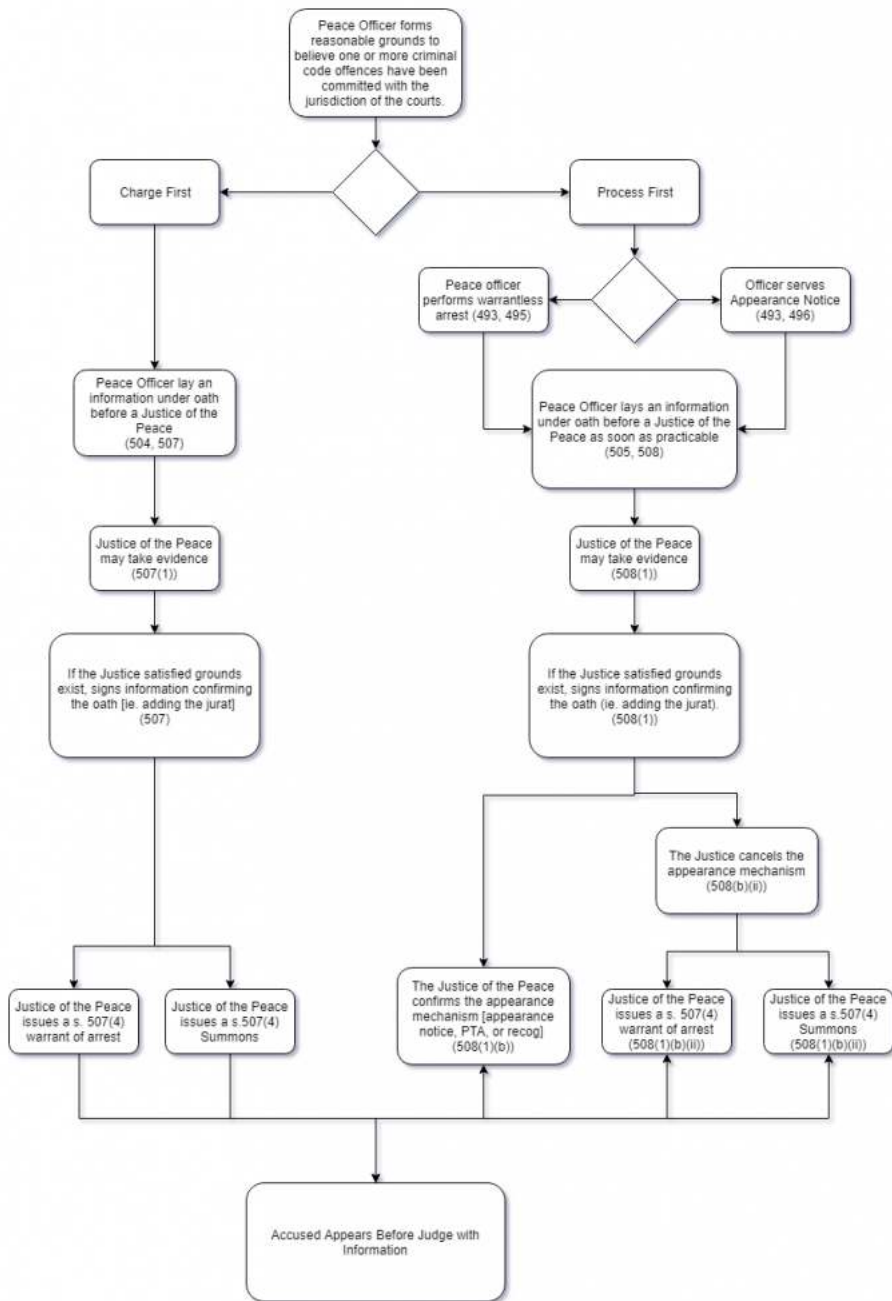 Peace Officer forms
reasonable grounds to
believe one or more criminal
code offences have been
committed with the
jurisdiction of the courts.
Charge First
Process First
Peace officer
performs warrantless
arrest (493, 495)
Officer serves
Appearance Notice
(493, 496)
Peace Officer lay an
information under oath
before a Justice of the
Peace
(504, 507)
Peace Officer lays an information
under oath before a Justice of the
Peace as soon as practicable
(505, 508)
Justice of the Peace
may take evidence
(507(1))
Justice of the Peace
may take evidence
(508(1))
If the Justice satisfied grounds
exist, signs information confirming
the oath [ie. adding the jurat]
(507)
If the Justice satisfied grounds
exist, signs information confirming
the oath (ie. adding the jurat).
(508(1))
The Justice cancels the
appearance mechanism
(508(b)(ii))
Justice of the Peace
issues a s. 507(4)
warrant of arrest
Justice of the Peace
issues a s.507(4)
Summons
The Justice of the Peace
confirms the appearance
mechanism [appearance
notice, PTA, or recog]
(508(1)(b))
Justice of the Peace
issues a s. 507(4)
warrant of arrest
(508(1)(b)(ii))
Justice of the Peace
issues a s.507(4)
Summons
(508(1)(b)(ii))
Accused Appears Before Judge with
Information